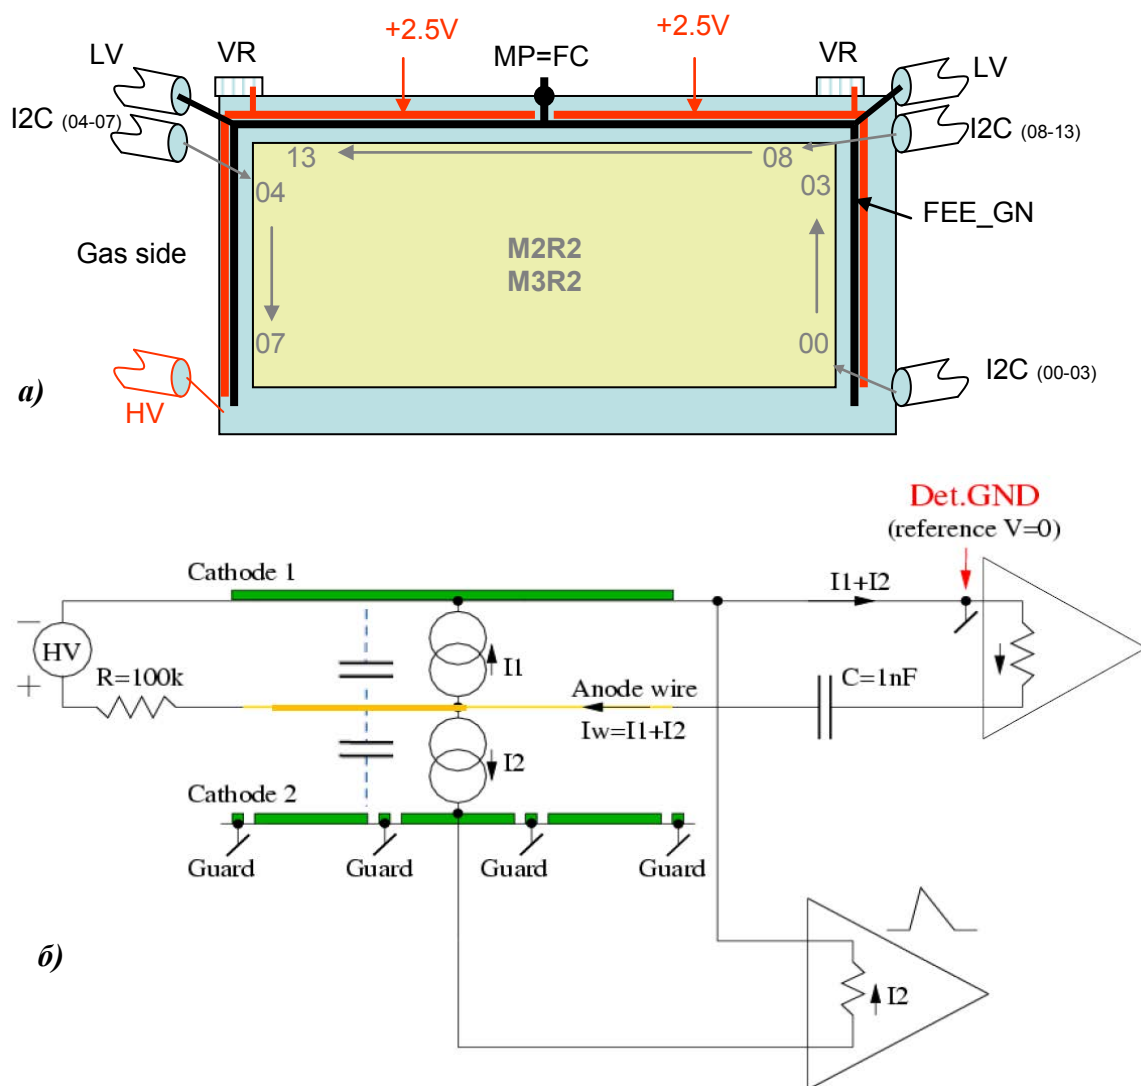 +2.5V
+2.5V
LV
VR
MP=FC
VR
LV
I2C (04-07)
I2C (08-13)
13
08
04
03
FEE_GN
Gas side
M2R2
M3R2
07
00
I2C (00-03)
а)
HV
Det.GND
(reference V=0)
Cathode 1
I1+I2
HV
R=100k
I1
Anode wire
C=1nF
Iw=I1+I2
I2
Cathode 2
Guard
Guard
Guard
Guard
б)
I2